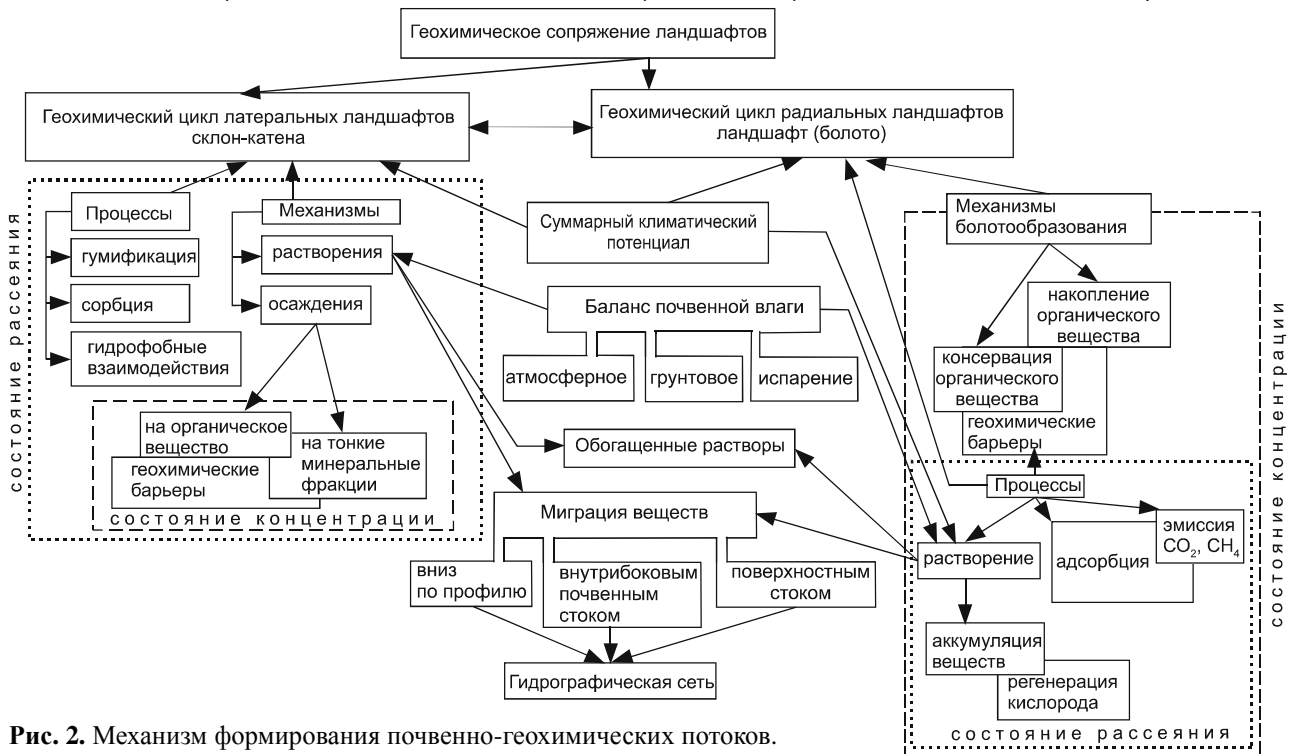 Геохимическое сопряжение ландшафтов
Геохимический цикл латеральных ландшафтов
склон-катена
Геохимический цикл радиальных ландшафтов
ландшафт (болото)
состояние рассеяния
Процессы
гумификация
сорбция
гидрофобные
взаимодействия
Механизмы
растворения
осаждения
на органическое
вещество
геохимические
барьеры
на тонкие
минеральные
фракции
состояние концентрации
Суммарный климатический
потенциал
Баланс почвенной влаги
атмосферное
грунтовое
испарение
Обогащенные растворы
Миграция веществ
вниз
по профилю
внутрибоковым
почвенным
стоком
поверхностным
стоком
Гидрографическая сеть
Механизмы
болотообразования
накопление
органического
вещества
консервация
органического
вещества
геохимические
барьеры
Процессы
растворение
адсорбция
эмиссия
CO2, CH4
аккумуляция
веществ
регенерация
кислорода
состояние рассеяния
состояние концентрации
Рис. 2. Механизм формирования почвенно-геохимических потоков.